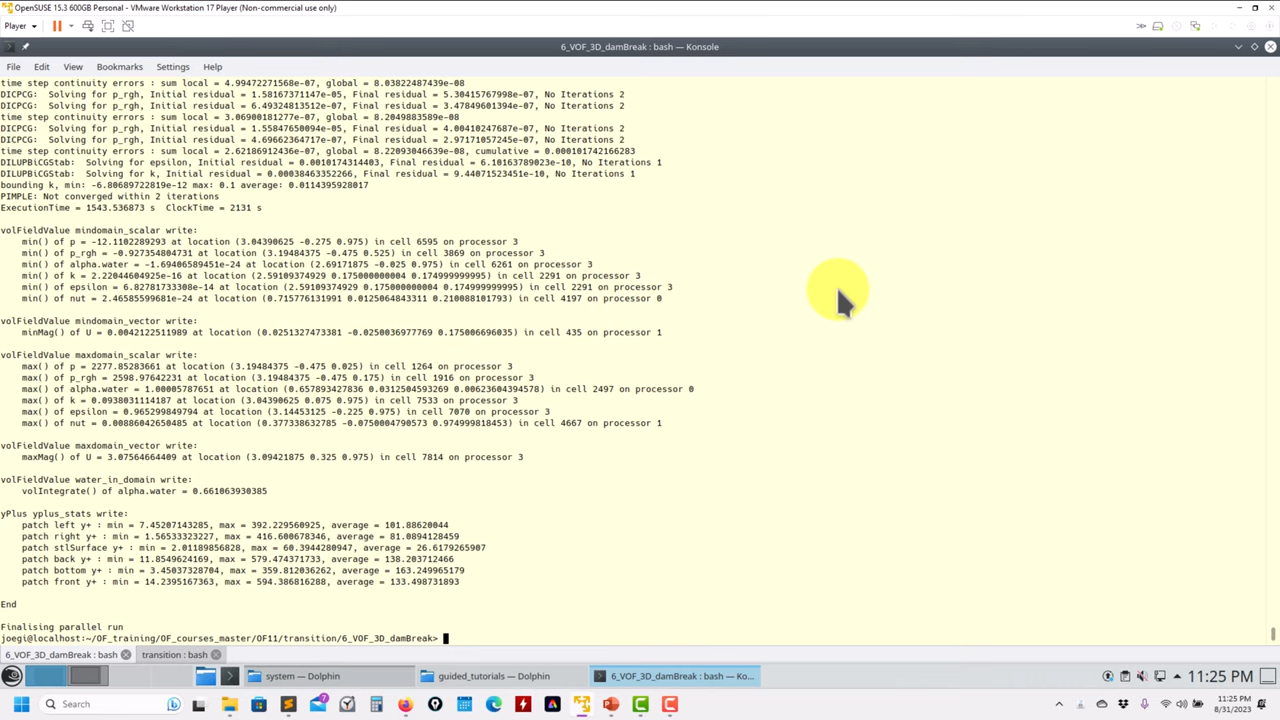 OpenSUSE 15.3 600GB Personal - VMware Workstation 17 Player (Non-commercial use only)
Player
6_VOF_3D_damBreak : bash — Konsole
File Edit View Bookmarks Settings Help
time step continuity errors : sum local = 4.99472271568e-07, global = 8.03822487439e-08
DICPCG:  Solving for p_rgh, Initial residual = 1.58167371147e-05, Final residual = 5.30415767998e-07, No Iterations 2
DICPCG:  Solving for p_rgh, Initial residual = 6.49324813512e-07, Final residual = 3.47849601394e-07, No Iterations 2
time step continuity errors : sum local = 3.06900181277e-07, global = 8.2049883589e-08
DICPCG:  Solving for p_rgh, Initial residual = 1.55847650094e-05, Final residual = 4.00410247687e-07, No Iterations 2
DICPCG:  Solving for p_rgh, Initial residual = 4.69662364717e-07, Final residual = 2.97171057245e-07, No Iterations 2
time step continuity errors : sum local = 2.62186912436e-07, global = 8.22093046639e-08, cumulative = 0.000101742166283
DILUPBiCGStab:  Solving for epsilon, Initial residual = 0.0010174314403, Final residual = 6.10163789023e-10, No Iterations 1
DILUPBiCGStab:  Solving for k, Initial residual = 0.00038463352266, Final residual = 9.44071523451e-10, No Iterations 1
bounding k, min: -6.80689722819e-12 max: 0.1 average: 0.0114395928017
PIMPLE: Not converged within 2 iterations
ExecutionTime = 1543.536873 s  ClockTime = 2131 s
volFieldValue mindomain_scalar write:
min() of p = -12.1102289293 at location (3.04390625 -0.275 0.975) in cell 6595 on processor 3
min() of p_rgh = -0.927354804731 at location (3.19484375 -0.475 0.525) in cell 3869 on processor 3
min() of alpha.water = -1.69406589451e-24 at location (2.69171875 -0.025 0.975) in cell 6261 on processor 3
min() of k = 2.22044604925e-16 at location (2.59109374929 0.175000000004 0.174999999995) in cell 2291 on processor 3
min() of epsilon = 6.82781733308e-14 at location (2.59109374929 0.175000000004 0.174999999995) in cell 2291 on processor 3
min() of nut = 2.46585599681e-24 at location (0.715776131991 0.0125064843311 0.210088101793) in cell 4197 on processor 0
volFieldValue mindomain_vector write:
minMag() of U = 0.0042122511989 at location (0.0251327473381 -0.0250036977769 0.175006696035) in cell 435 on processor 1
volFieldValue maxdomain_scalar write:
max() of p = 2277.85283661 at location (3.19484375 -0.475 0.025) in cell 1264 on processor 3
max() of p_rgh = 2598.97642231 at location (3.19484375 -0.475 0.175) in cell 1916 on processor 3
max() of alpha.water = 1.00005787651 at location (0.657893427836 0.0312504593269 0.00623604394578) in cell 2497 on processor 0
max() of k = 0.0938031114187 at location (3.04390625 0.075 0.975) in cell 7533 on processor 3
max() of epsilon = 0.965299849794 at location (3.14453125 -0.225 0.975) in cell 7070 on processor 3
max() of nut = 0.00886042650485 at location (0.377338632785 -0.0750004790573 0.974999818453) in cell 4667 on processor 1
volFieldValue maxdomain_vector write:
maxMag() of U = 3.07564664409 at location (3.09421875 0.325 0.975) in cell 7814 on processor 3
volFieldValue water_in_domain write:
volIntegrate() of alpha.water = 0.661063930385
yPlus yplus_stats write:
patch left y+ : min = 7.45207143285, max = 392.229560925, average = 101.88620044
patch right y+ : min = 1.56533323227, max = 416.600678346, average = 81.0894128459
patch stlSurface y+ : min = 2.01189856828, max = 60.3944280947, average = 26.6179265907
patch back y+ : min = 11.8549624169, max = 579.474371733, average = 138.203712466
patch bottom y+ : min = 3.45037328704, max = 359.812036262, average = 163.249965179
patch front y+ : min = 14.2395167363, max = 594.386816288, average = 133.498731893
End
Finalising parallel run
joegi@localhost:~/OF_training/OF_courses_master/OF11/transition/6_VOF_3D_damBreak>
6_VOF_3D_damBreak : bash transition : bash
system — Dolphin guided_tutorials — Dolphin 6_VOF_3D_damBreak : bash — Ko... 11:25 PM
Search 7 11:25 PM
8/31/2023